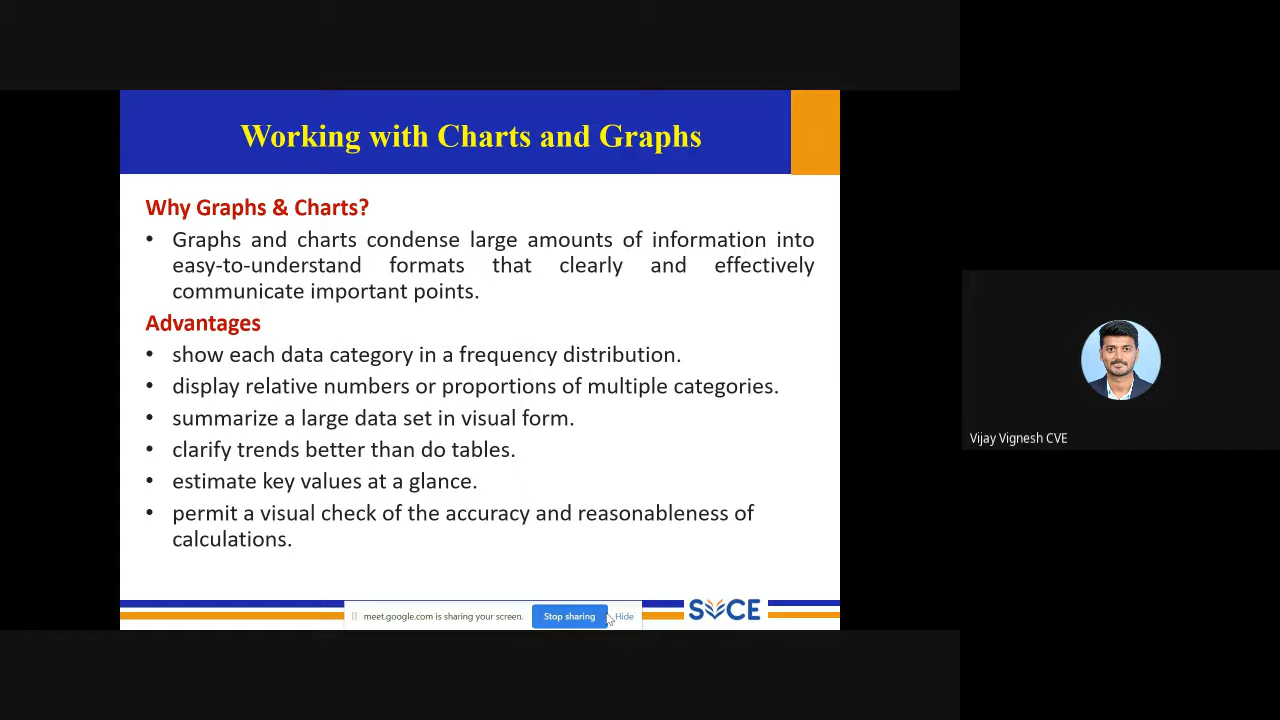 Working with Charts and Graphs
Why Graphs & Charts?
• Graphs and charts condense large amounts of information into
easy-to-understand formats that clearly and effectively
communicate important points.
Advantages
• show each data category in a frequency distribution.
• display relative numbers or proportions of multiple categories.
• summarize a large data set in visual form.
• clarify trends better than do tables.
• estimate key values at a glance.
• permit a visual check of the accuracy and reasonableness of
calculations.
meet.google.com is sharing your screen. Stop sharing Hide
SVCE
Vijay Vignesh CVE